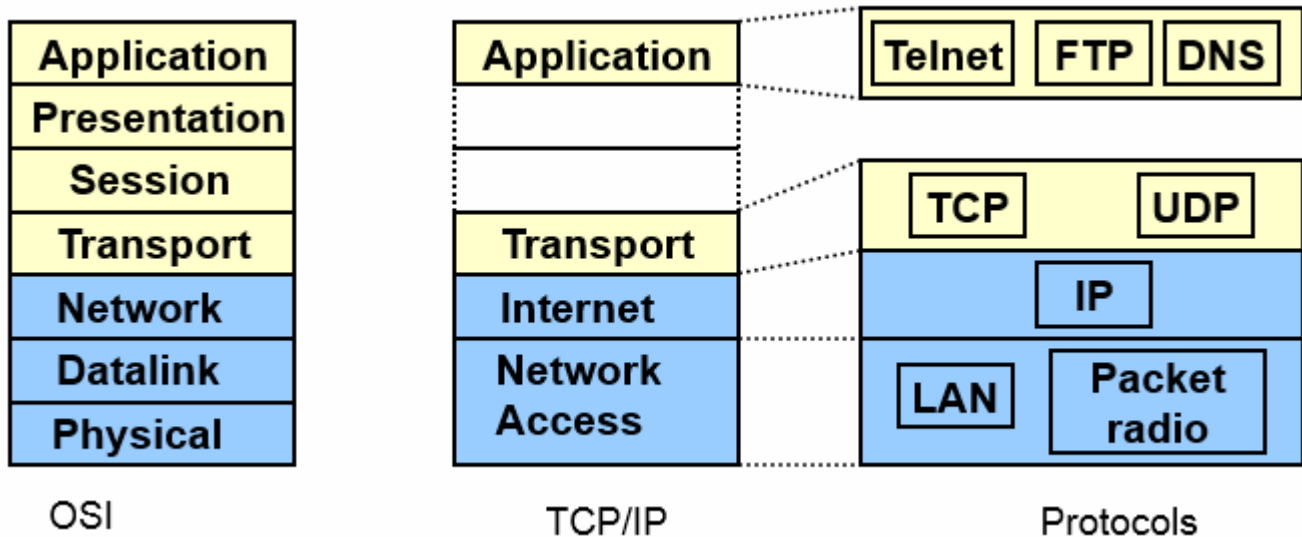 Application
Presentation
Session
Transport
Network
Datalink
Physical
OSI
Application
Transport
Internet
Network
Access
TCP/IP
Telnet FTP DNS
TCP UDP
IP
LAN Packet
radio
Protocols